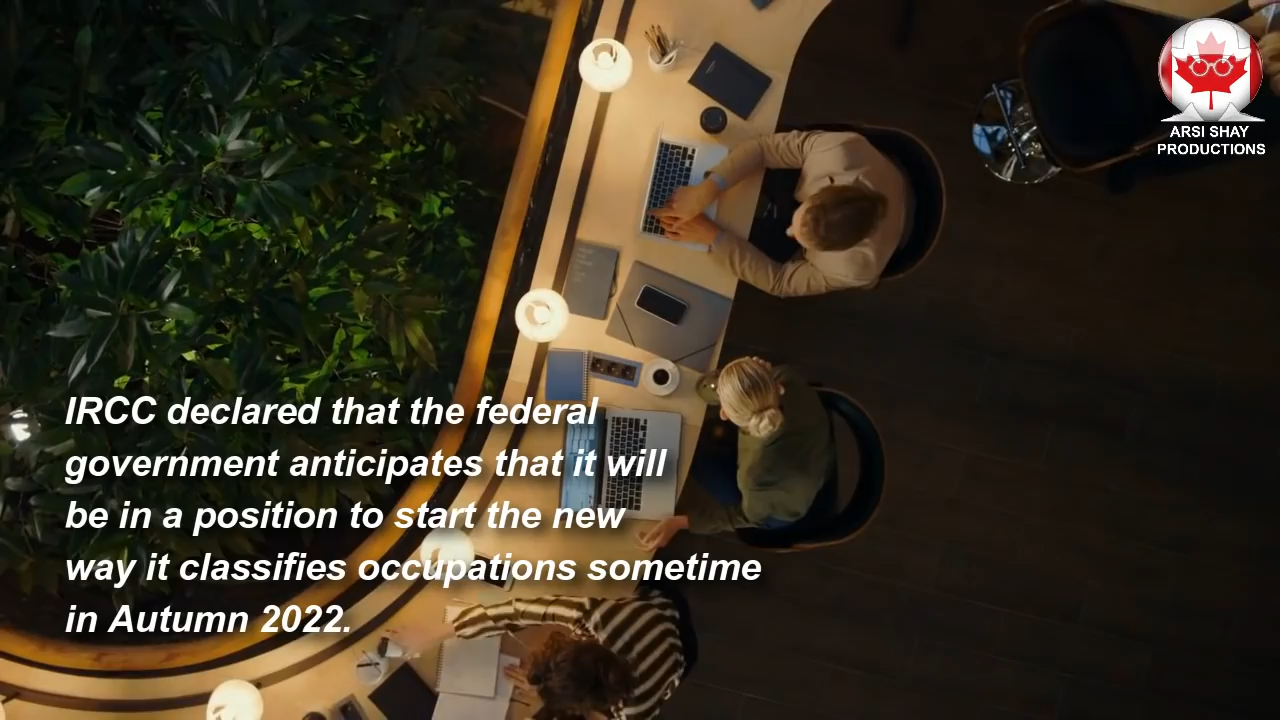 ARSI SHAY
PRODUCTIONS
IRCC declared that the federal
government anticipates that it will
be in a position to start the new
way it classifies occupations sometime
in Autumn 2022.